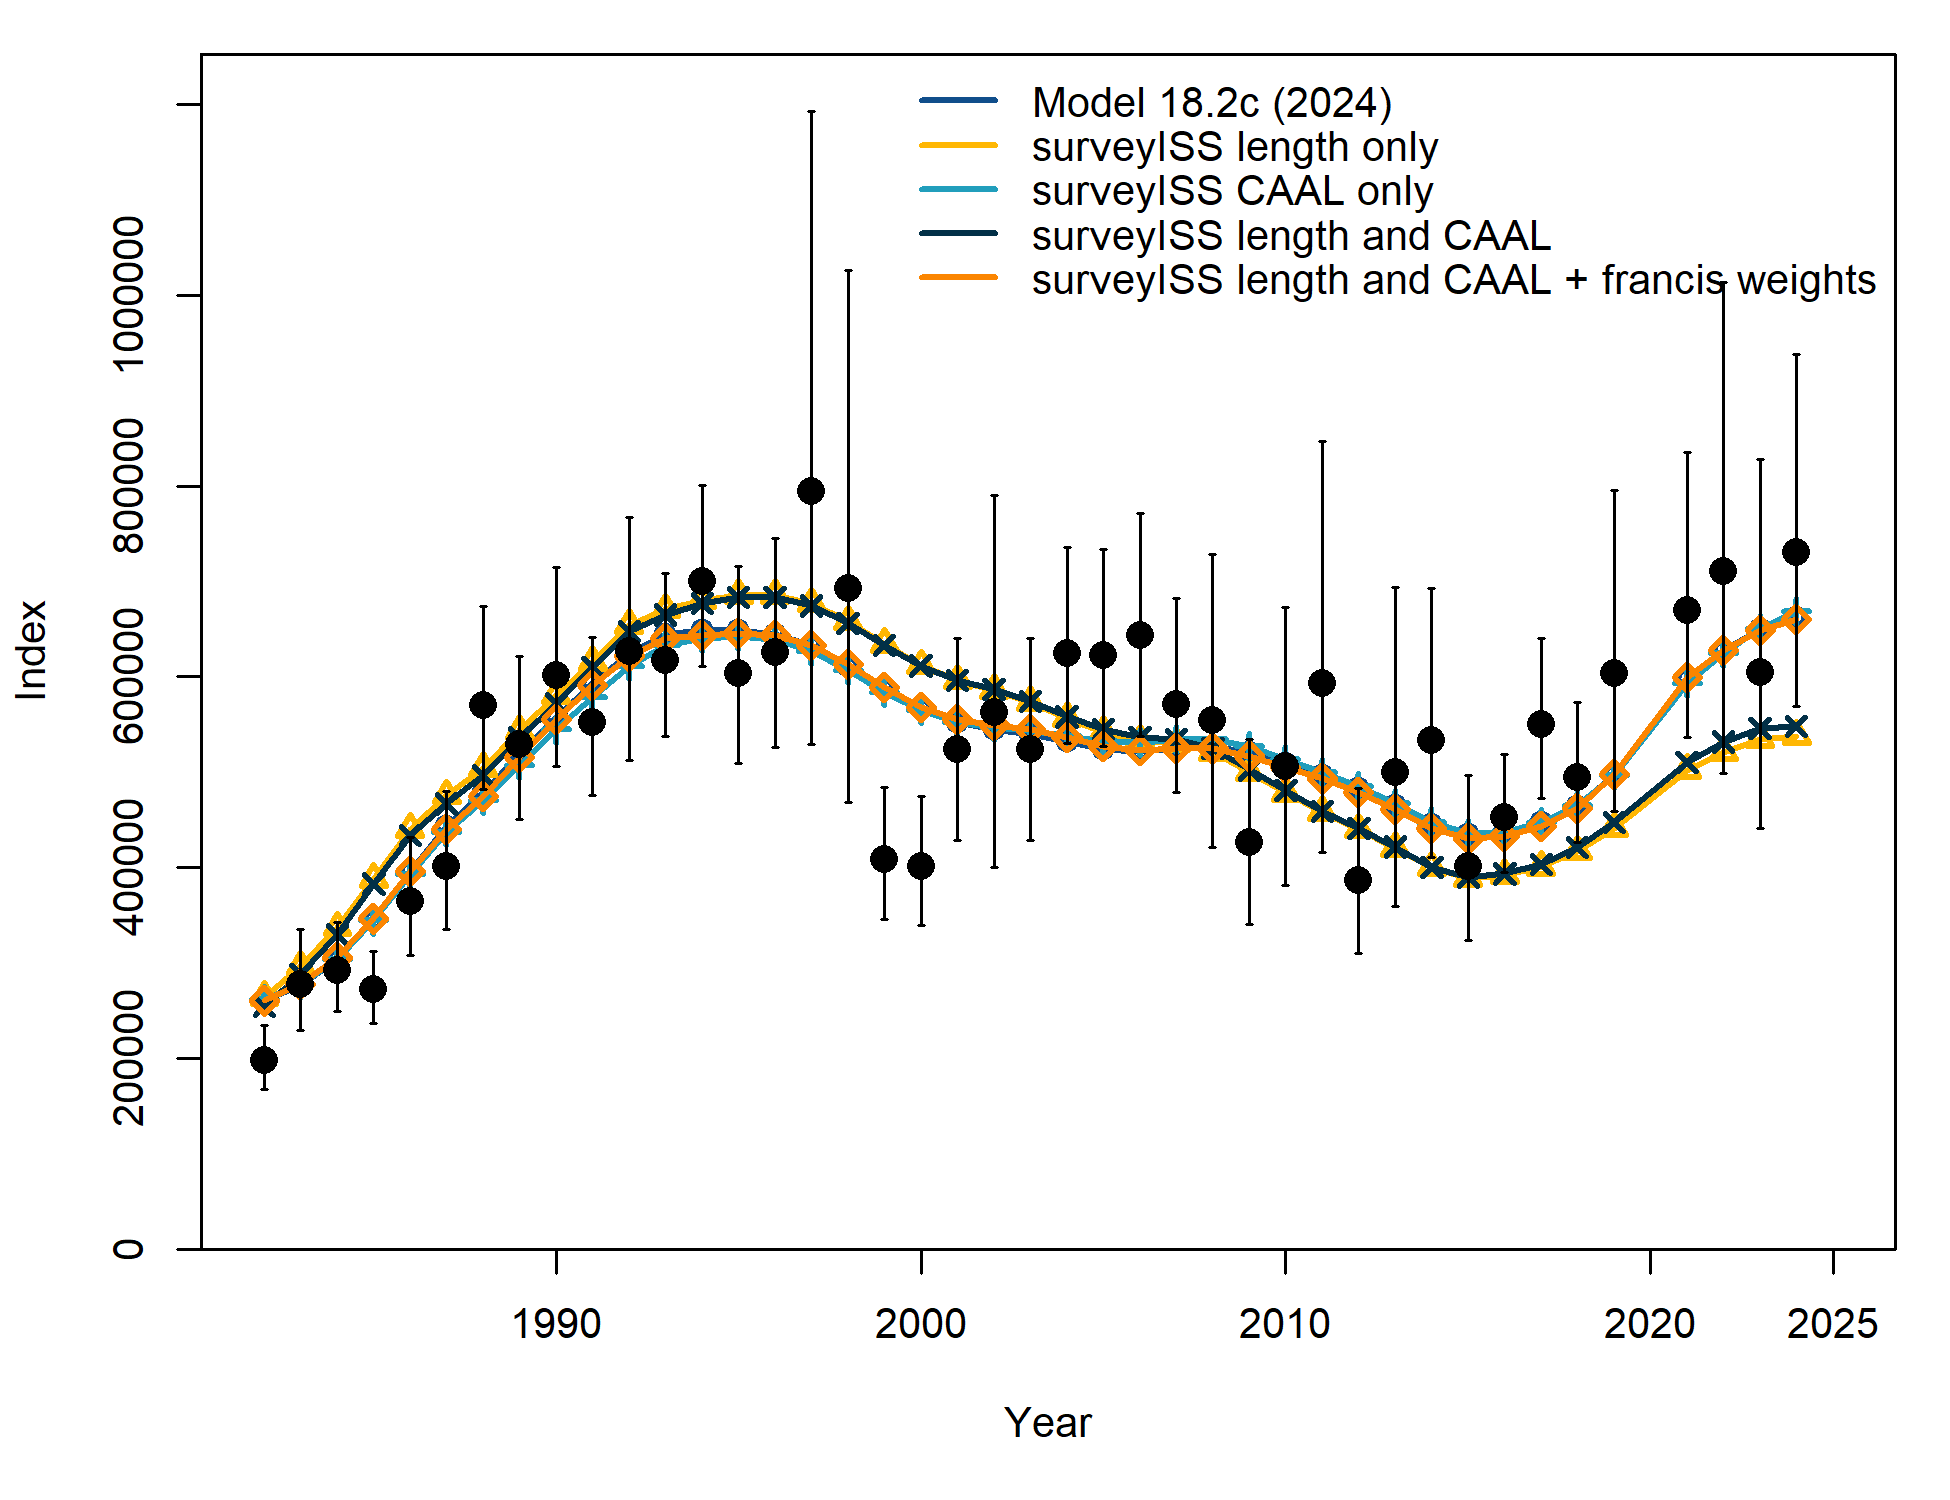 Model 18.2c (2024)
surveyISS length only
surveyISS CAAL only
surveyISS length and CAAL
surveyISS length and CAAL + francis weights
Index
1000000
800000
600000
400000
200000
0
1990
2000
2010
2020
2025
Year